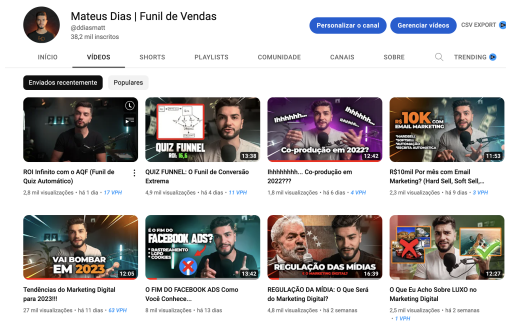 Mateus Dias | Funil de Vendas
@ddiasmatt
38,2 mil inscritos
Personalizar o canal
Gerenciar vídeos
CSV EXPORT
INÍCIO VÍDEOS SHORTS PLAYLISTS COMUNIDADE CANAIS SOBRE TRENDING
Enviados recentemente Populares
QUIZ FUNNEL
ROI: 16,6
13:38
Ihhhhhh...
Co-produção em 2022?
12:42
R$10K COM
EMAIL MARKETING
11:53
ROI Infinito com o AQF (Funil de
Quiz Automático)
2,8 mil visualizações • há 1 dia • 17 VPH
QUIZ FUNNEL: O Funil de Conversão
Extrema
4,9 mil visualizações • há 4 dias • 11 VPH
Ihhhhhhh... Co-produção em
2022???
1,8 mil visualizações • há 6 dias • 4 VPH
R$10mil Por mês com Email
Marketing? (Hard Sell, Soft Sell,...
2,3 mil visualizações • há 9 dias • 3 VPH
VAI BOMBAR
EM 2023
12:05
É O FIM DO
FACEBOOK ADS?
•RASTREAMENTO
•LGPD
•COOKIES
13:42
REGULAÇÃO DAS MÍDIAS
16:39
12:27
Tendências do Marketing Digital
para 2023!!!
27 mil visualizações • há 11 dias • 63 VPH
O FIM DO FACEBOOK ADS Como
Você Conhece...
8 mil visualizações • há 13 dias
REGULAÇÃO DA MÍDIA: O Que Será
do Marketing Digital?
4,8 mil visualizações • há 2 semanas
O Que Eu Acho Sobre LUXO no
Marketing Digital
2,5 mil visualizações • há 2 semanas
• 1 VPH